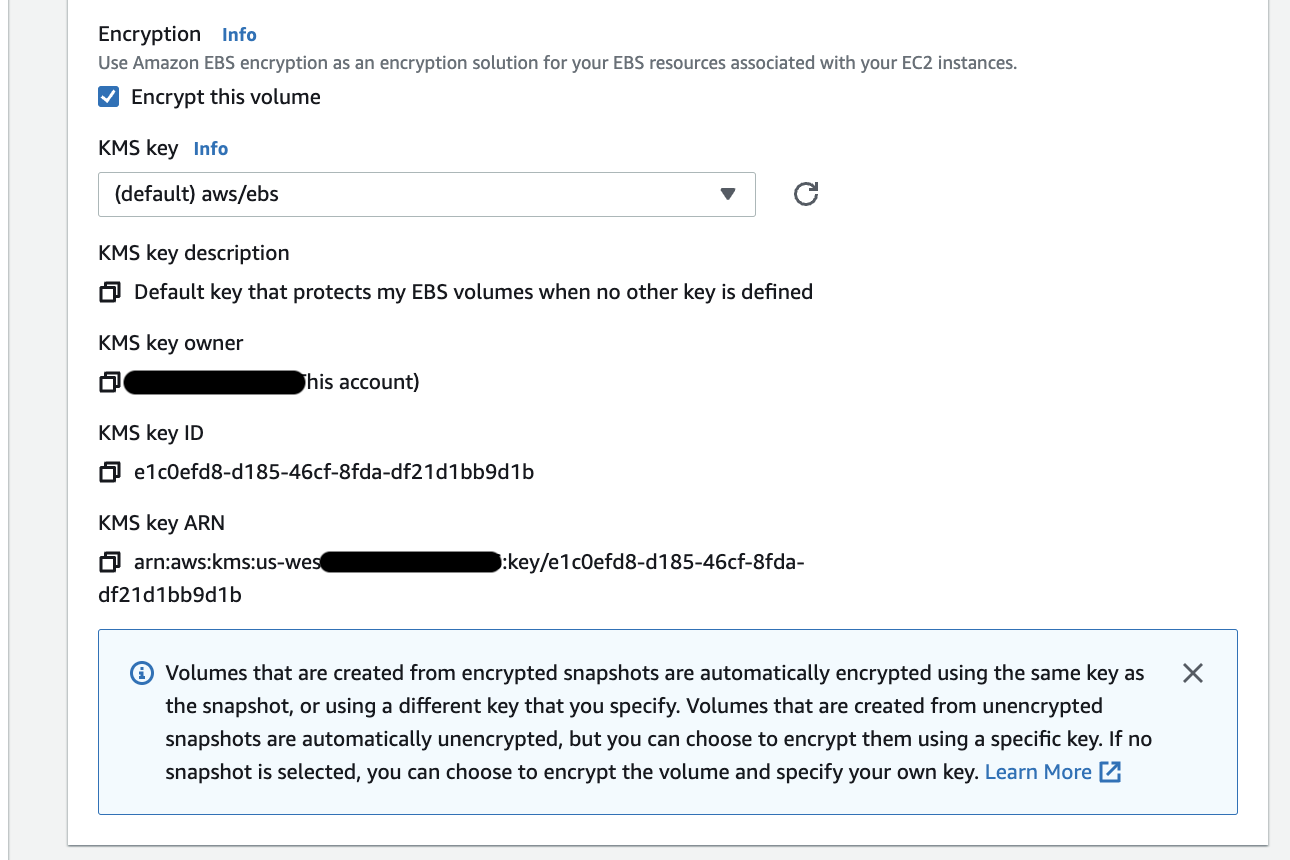 Encryption Info
Use Amazon EBS encryption as an encryption solution for your EBS resources associated with your EC2 instances.
Encrypt this volume
KMS key Info
(default) aws/ebs
KMS key description
Default key that protects my EBS volumes when no other key is defined
KMS key owner
his account)
KMS key ID
e1c0efd8-d185-46cf-8fda-df21d1bb9d1b
KMS key ARN
arn:aws:kms:us-wes :key/e1c0efd8-d185-46cf-8fda-
df21d1bb9d1b
Volumes that are created from encrypted snapshots are automatically encrypted using the same key as
the snapshot, or using a different key that you specify. Volumes that are created from unencrypted
snapshots are automatically unencrypted, but you can choose to encrypt them using a specific key. If no
snapshot is selected, you can choose to encrypt the volume and specify your own key. Learn More